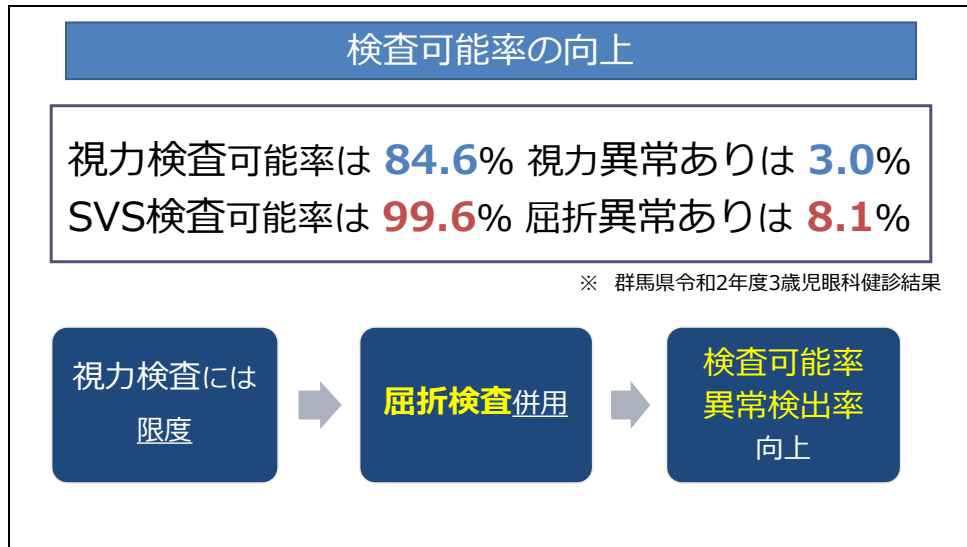 検査可能率の向上
視力検査可能率は 84.6% 視力異常ありは 3.0%
SVS検査可能率は 99.6% 屈折異常ありは 8.1%
※ 群馬県令和2年度3歳児眼科健診結果
視力検査には
限度
屈折検査併用
検査可能率
異常検出率
向上